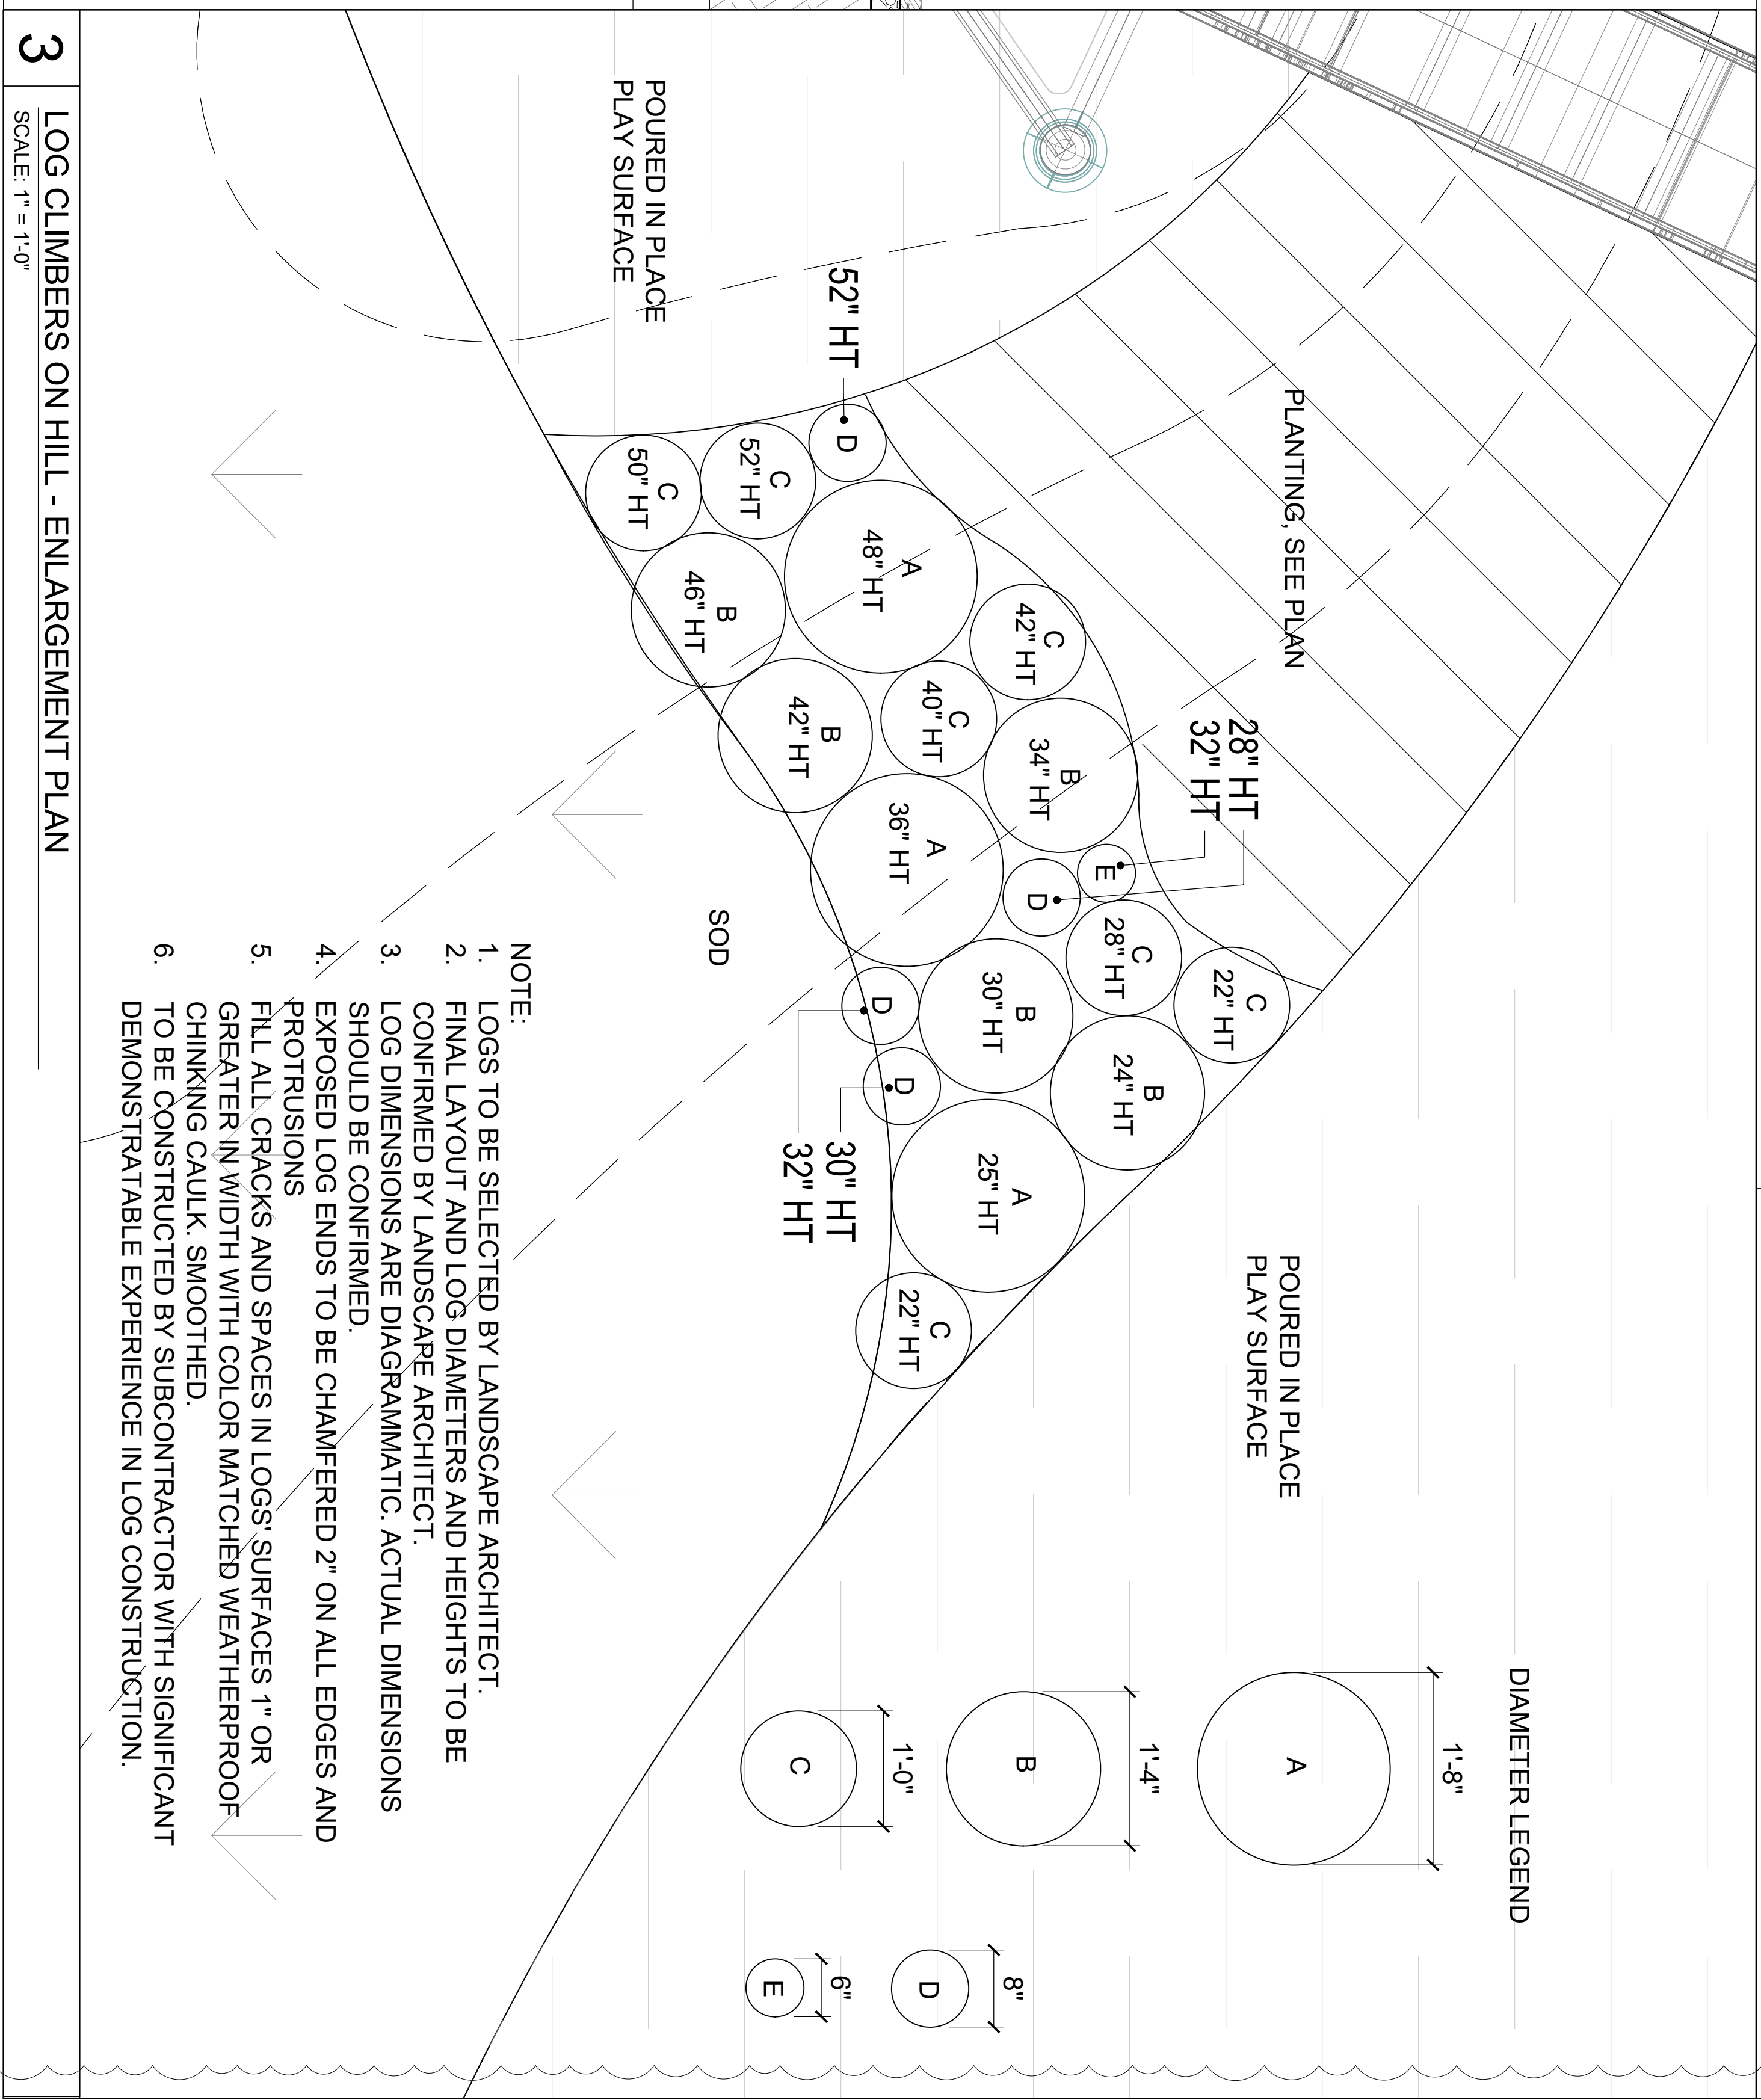 POURED IN PLACE
PLAY SURFACE
PLANTING, SEE PLAN
52" HT
D
C
52" HT
C
50" HT
A
48" HT
B
46" HT
C
42" HT
C
40" HT
B
42" HT
B
34" HT
28" HT
32" HT
E
D
A
36" HT
C
28" HT
C
22" HT
B
30" HT
B
24" HT
D
D
30" HT
32" HT
A
25" HT
C
22" HT
SOD
POURED IN PLACE
PLAY SURFACE
DIAMETER LEGEND
1'-8"
A
1'-4"
B
1'-0"
C
8"
D
6"
E
NOTE:
1. LOGS TO BE SELECTED BY LANDSCAPE ARCHITECT.
2. FINAL LAYOUT AND LOG DIAMETERS AND HEIGHTS TO BE
CONFIRMED BY LANDSCAPE ARCHITECT.
3. LOG DIMENSIONS ARE DIAGRAMMATIC. ACTUAL DIMENSIONS
SHOULD BE CONFIRMED.
4. EXPOSED LOG ENDS TO BE CHAMFERED 2" ON ALL EDGES AND
PROTRUSIONS
5. FILL ALL CRACKS AND SPACES IN LOGS' SURFACES 1" OR
GREATER IN WIDTH WITH COLOR MATCHED WEATHERPROOF
CHINKING CAULK. SMOOTHED.
6. TO BE CONSTRUCTED BY SUBCONTRACTOR WITH SIGNIFICANT
DEMONSTRATABLE EXPERIENCE IN LOG CONSTRUCTION.
3
LOG CLIMBERS ON HILL - ENLARGEMENT PLAN
SCALE: 1" = 1'-0"